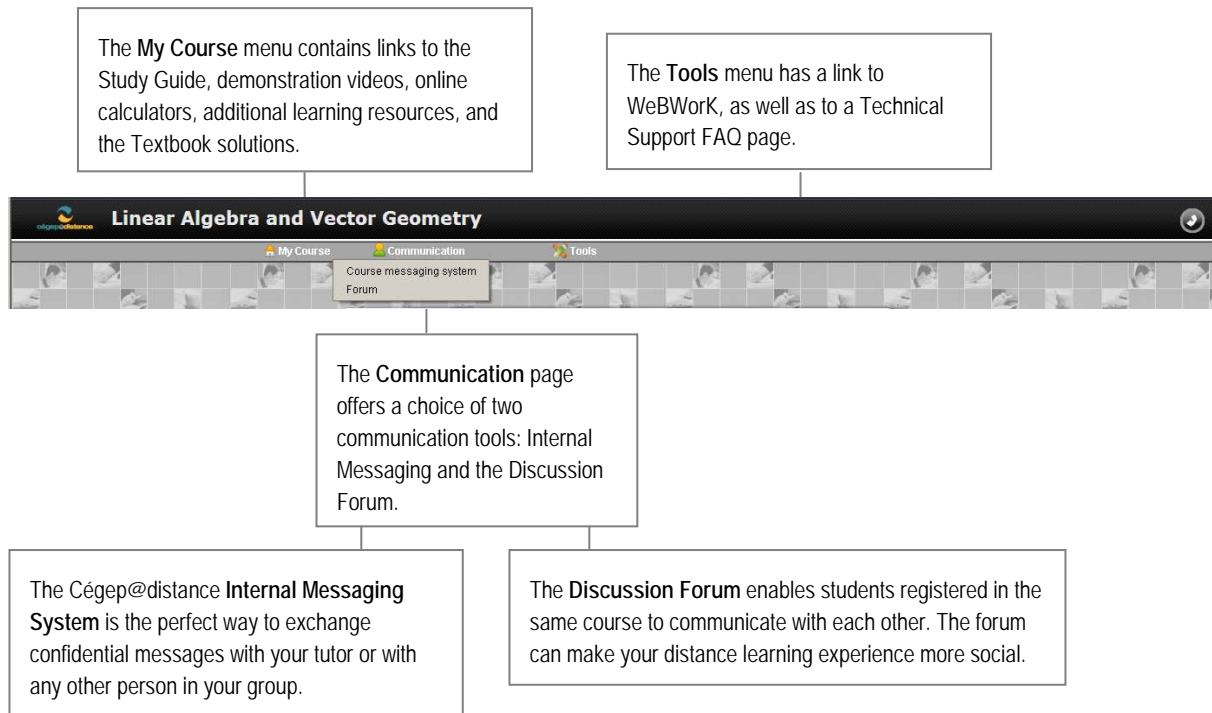 The My Course menu contains links to the
Study Guide, demonstration videos, online
calculators, additional learning resources, and
the Textbook solutions.
The Tools menu has a link to
WeBWorK, as well as to a Technical
Support FAQ page.
cégep@distance
Linear Algebra and Vector Geometry
My Course
Communication
Tools
Course messaging system
Forum
The Communication page
offers a choice of two
communication tools: Internal
Messaging and the Discussion
Forum.
The Cégep@distance Internal Messaging
System is the perfect way to exchange
confidential messages with your tutor or with
any other person in your group.
The Discussion Forum enables students registered in the
same course to communicate with each other. The forum
can make your distance learning experience more social.